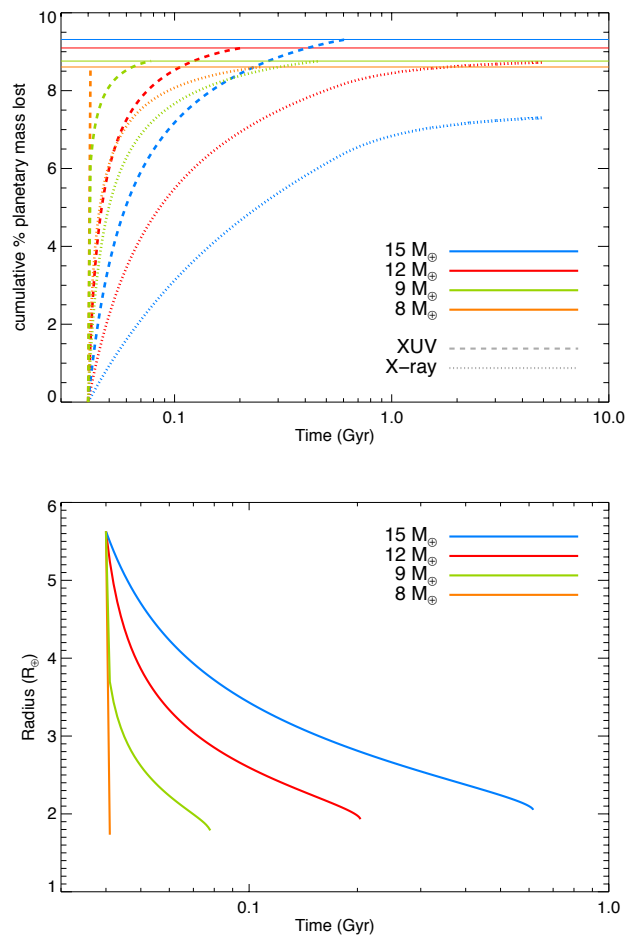 10
8
6
4
2
0
cumulative % planetary mass lost
15 M⊕
12 M⊕
9 M⊕
8 M⊕
XUV
X-ray
0.1
1.0
10.0
Time (Gyr)
6
5
4
3
2
1
Radius (R⊕)
15 M⊕
12 M⊕
9 M⊕
8 M⊕
0.1
1.0
Time (Gyr)